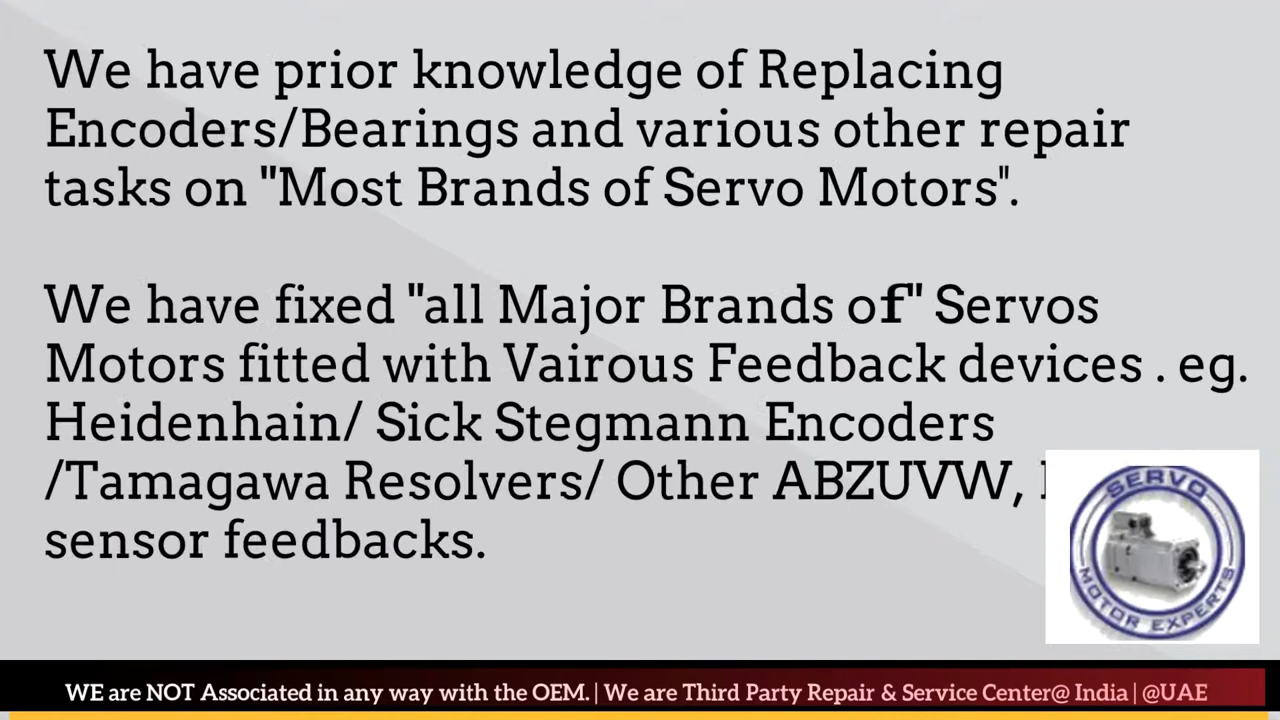 We have prior knowledge of Replacing
Encoders/Bearings and various other repair
tasks on "Most Brands of Servo Motors".
We have fixed "all Major Brands of" Servos
Motors fitted with Vairous Feedback devices . eg.
Heidenhain/ Sick Stegmann Encoders
/Tamagawa Resolvers/ Other ABZUVW,
sensor feedbacks.
SERVO
MOTOR EXPERTS
WE are NOT Associated in any way with the OEM. | We are Third Party Repair & Service Center@ India | @UAE